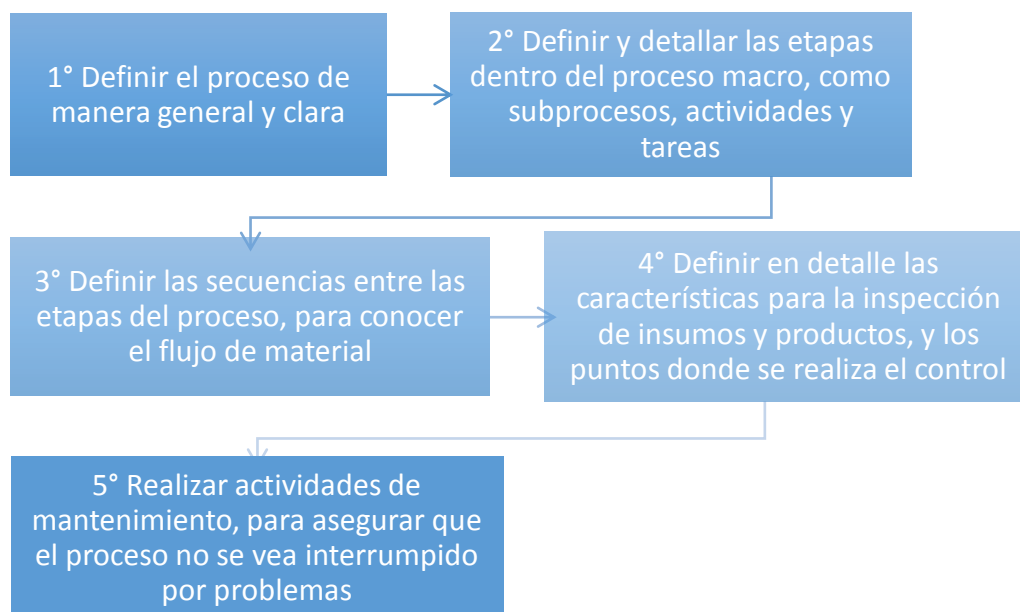 1° Definir el proceso de
manera general y clara
2° Definir y detallar las etapas
dentro del proceso macro, como
subprocesos, actividades y
tareas
3° Definir las secuencias entre las
etapas del proceso, para conocer
el flujo de material
4° Definir en detalle las
características para la inspección
de insumos y productos, y los
puntos donde se realiza el control
5° Realizar actividades de
mantenimiento, para asegurar que
el proceso no se vea interrumpido
por problemas